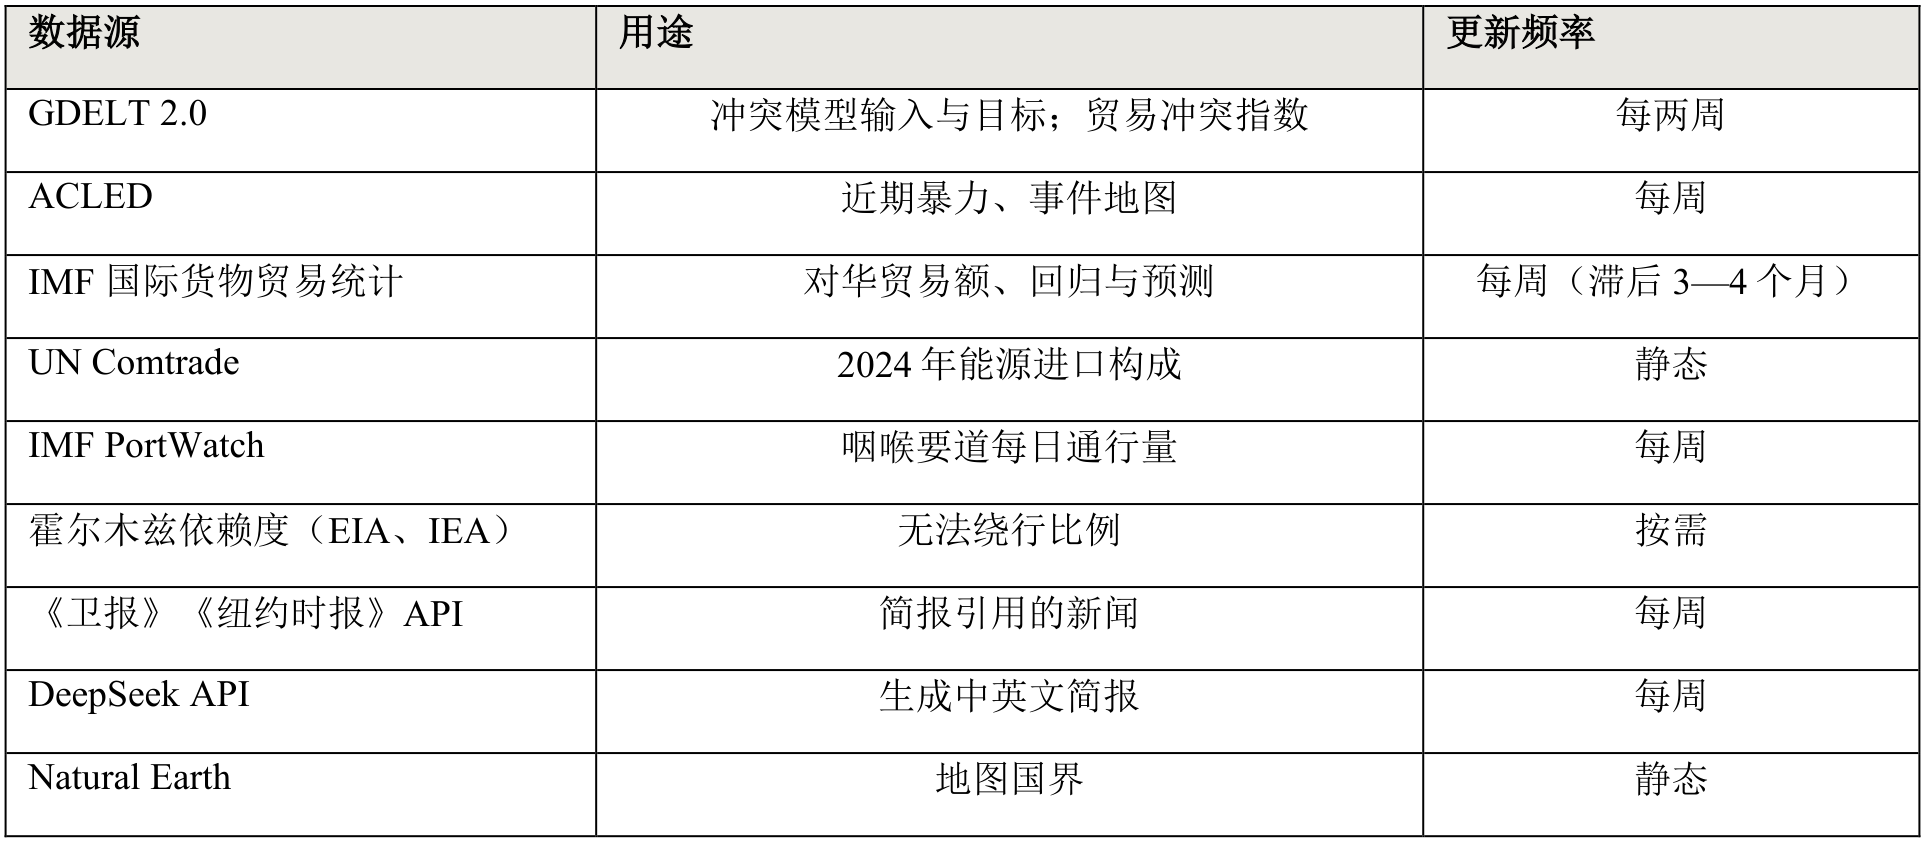 数据源 用途 更新频率
GDELT 2.0 冲突模型输入与目标；贸易冲突指数 每两周
ACLED 近期暴力、事件地图 每周
IMF 国际货物贸易统计 对华贸易额、回归与预测 每周（滞后 3—4 个月）
UN Comtrade 2024 年能源进口构成 静态
IMF PortWatch 咽喉要道每日通行量 每周
霍尔木兹依赖度（EIA、IEA） 无法绕行比例 按需
《卫报》《纽约时报》API 简报引用的新闻 每周
DeepSeek API 生成中英文简报 每周
Natural Earth 地图国界 静态